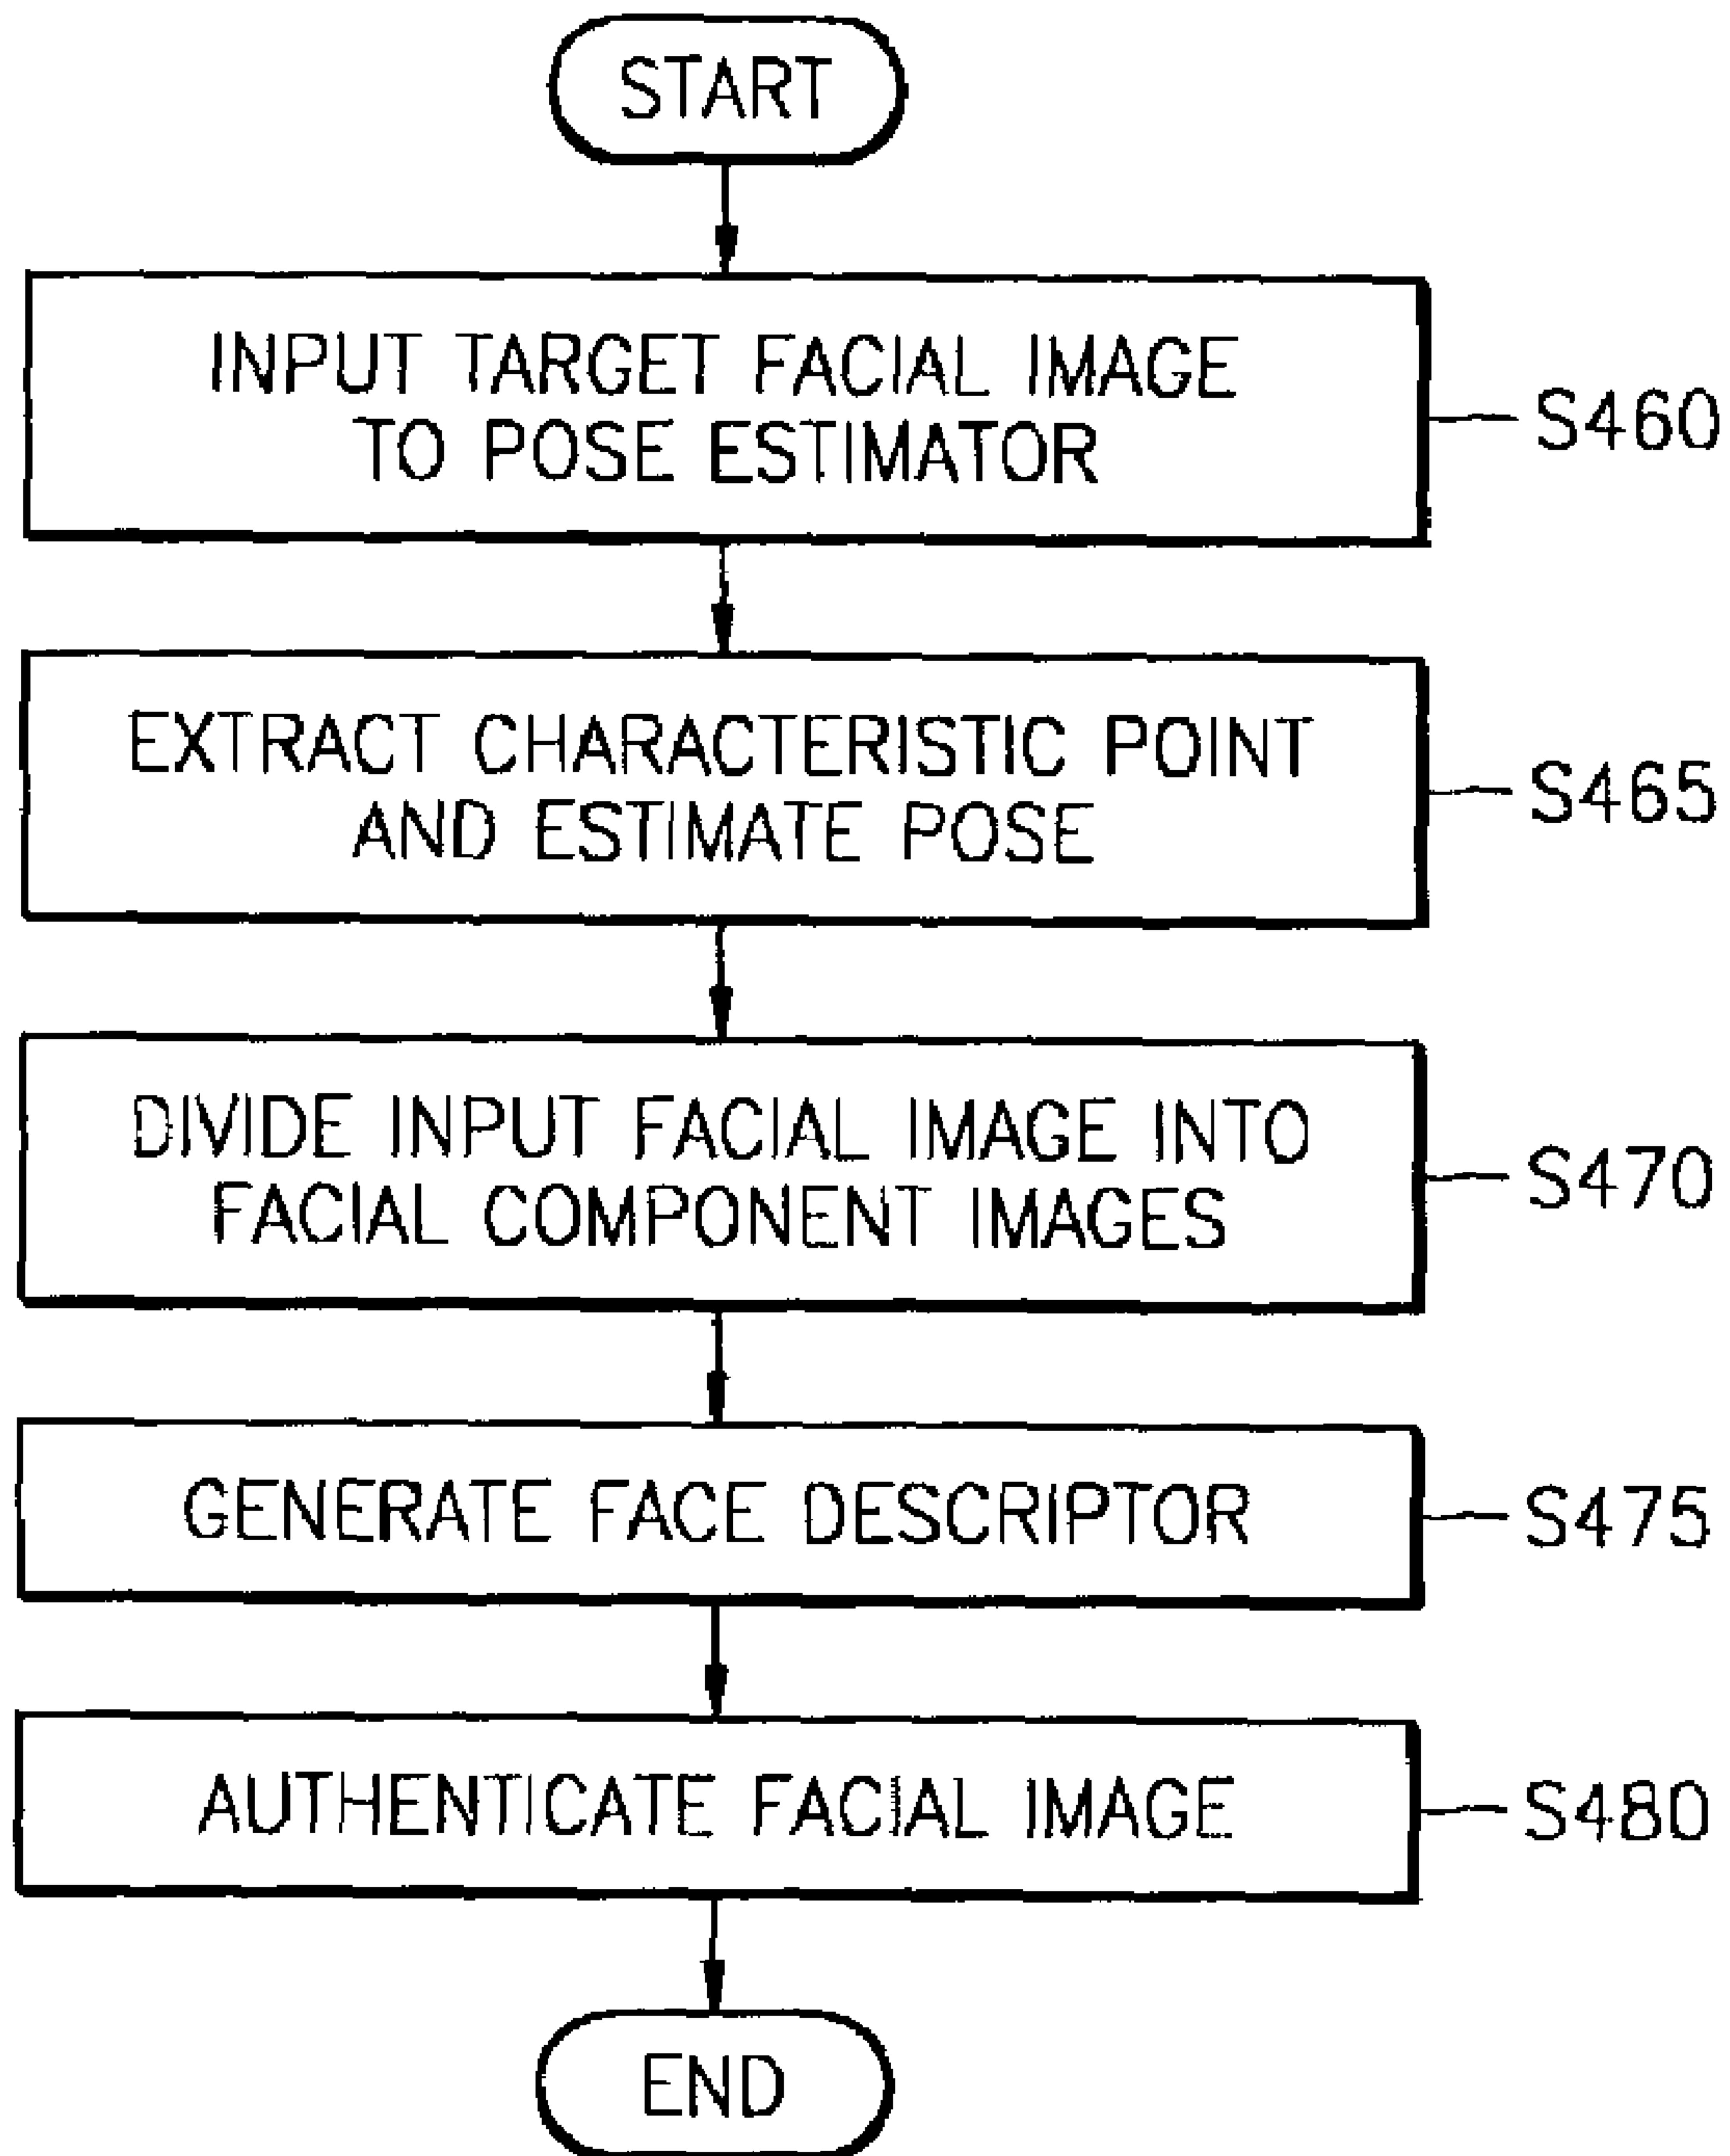 START
INPUT TARGET FACIAL IMAGE
TO POSE ESTIMATOR
S460
EXTRACT CHARACTERISTIC POINT
AND ESTIMATE POSE
S465
DIVIDE INPUT FACIAL IMAGE INTO
FACIAL COMPONENT IMAGES
S470
GENERATE FACE DESCRIPTOR
S475
AUTHENTICATE FACIAL IMAGE
S480
END